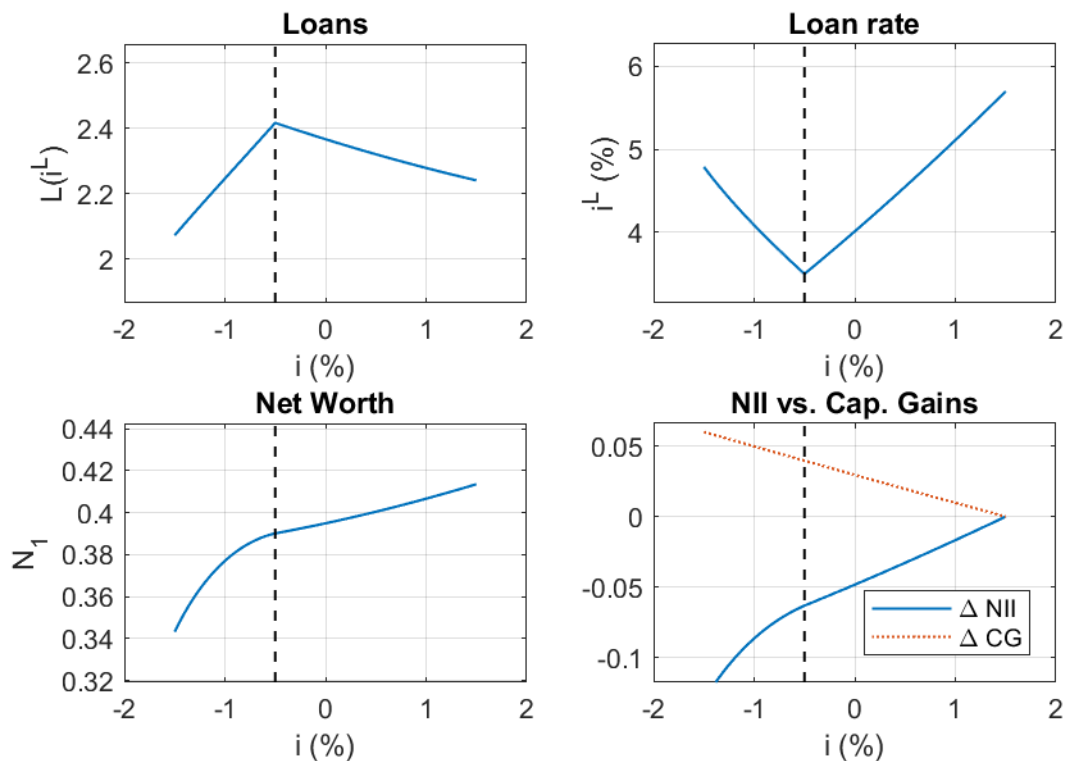 Loans
2.6
2.4
2.2
2
L(i^L)
-2 -1 0 1 2
i (%)
Loan rate
6
5
4
i^L (%)
-2 -1 0 1 2
i (%)
Net Worth
0.44
0.42
0.4
0.38
0.36
0.34
0.32
N_1
-2 -1 0 1 2
i (%)
NII vs. Cap. Gains
0.05
0
-0.05
-0.1
Δ NII
Δ CG
-2 -1 0 1 2
i (%)